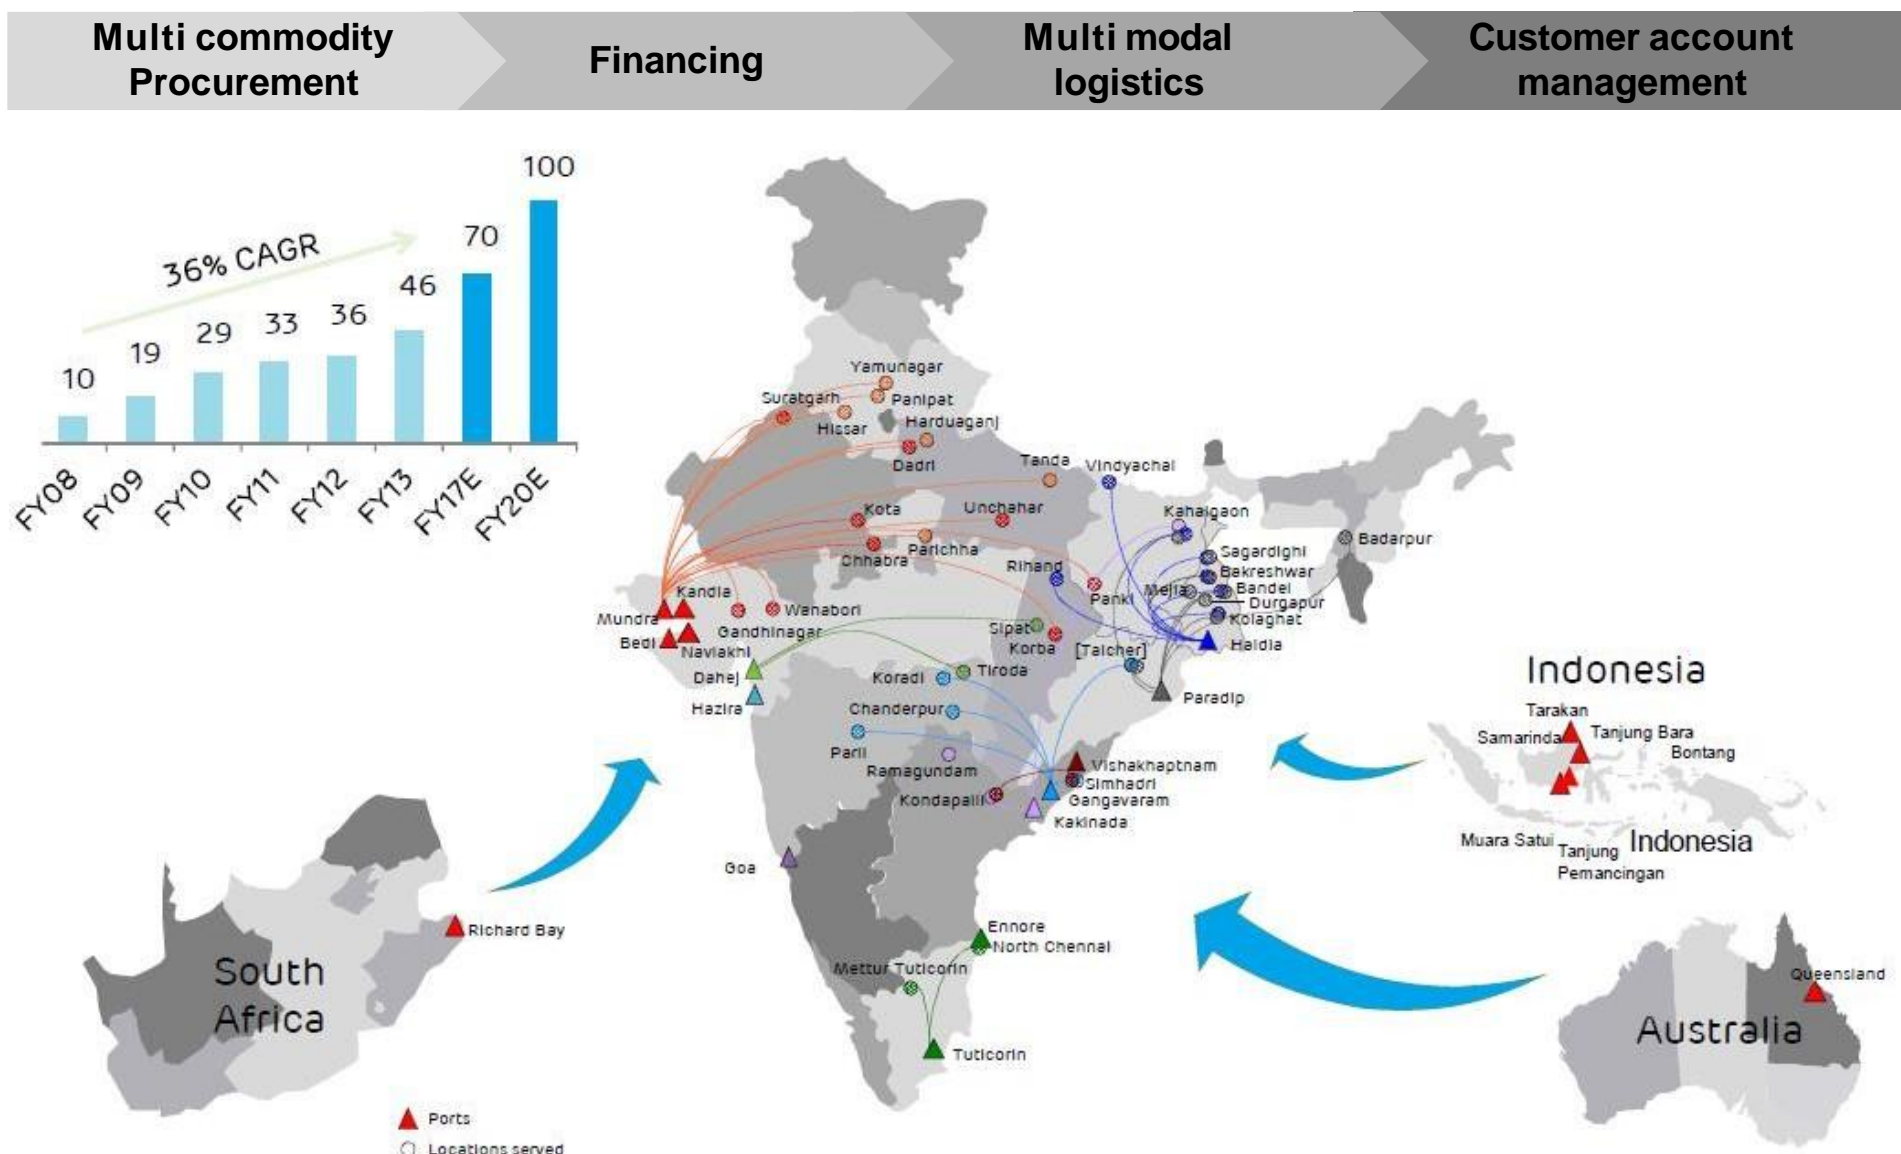 Multi commodity
Procurement
Financing
Multi modal
logistics
Customer account
management
100
70
46
36
33
29
19
10
36% CAGR
FY08
FY09
FY10
FY11
FY12
FY13
FY17E
FY20E
Yamunagar
Suratgarh
Panipat
Hissar
Harduaganj
Dadri
Tanda
Vindyachal
Kota
Unchahar
Kahalgaon
Parichha
Chhabra
Badarpur
Sagardighi
Rihand
Bakreshwar
Panki
Mejia
Bandel
Durgapur
Kolaghat
Kandla
Mundra
Wanabori
Gandhinagar
Bedi
Navlakhi
Sipat
Korba
[Talcher]
Haldia
Dahej
Koradi
Tiroda
Hazira
Chanderpur
Paradip
Parli
Ramagundam
Vishakhaptnam
Simhadri
Kondapalli
Gangavaram
Kakinada
Goa
Ennore
North Chennai
Mettur Tuticorin
Tuticorin
Indonesia
Tarakan
Samarinda
Tanjung Bara
Bontang
Muara Satui
Tanjung
Pemancingan
Indonesia
Richard Bay
South
Africa
Queensland
Australia
Ports
Locations served